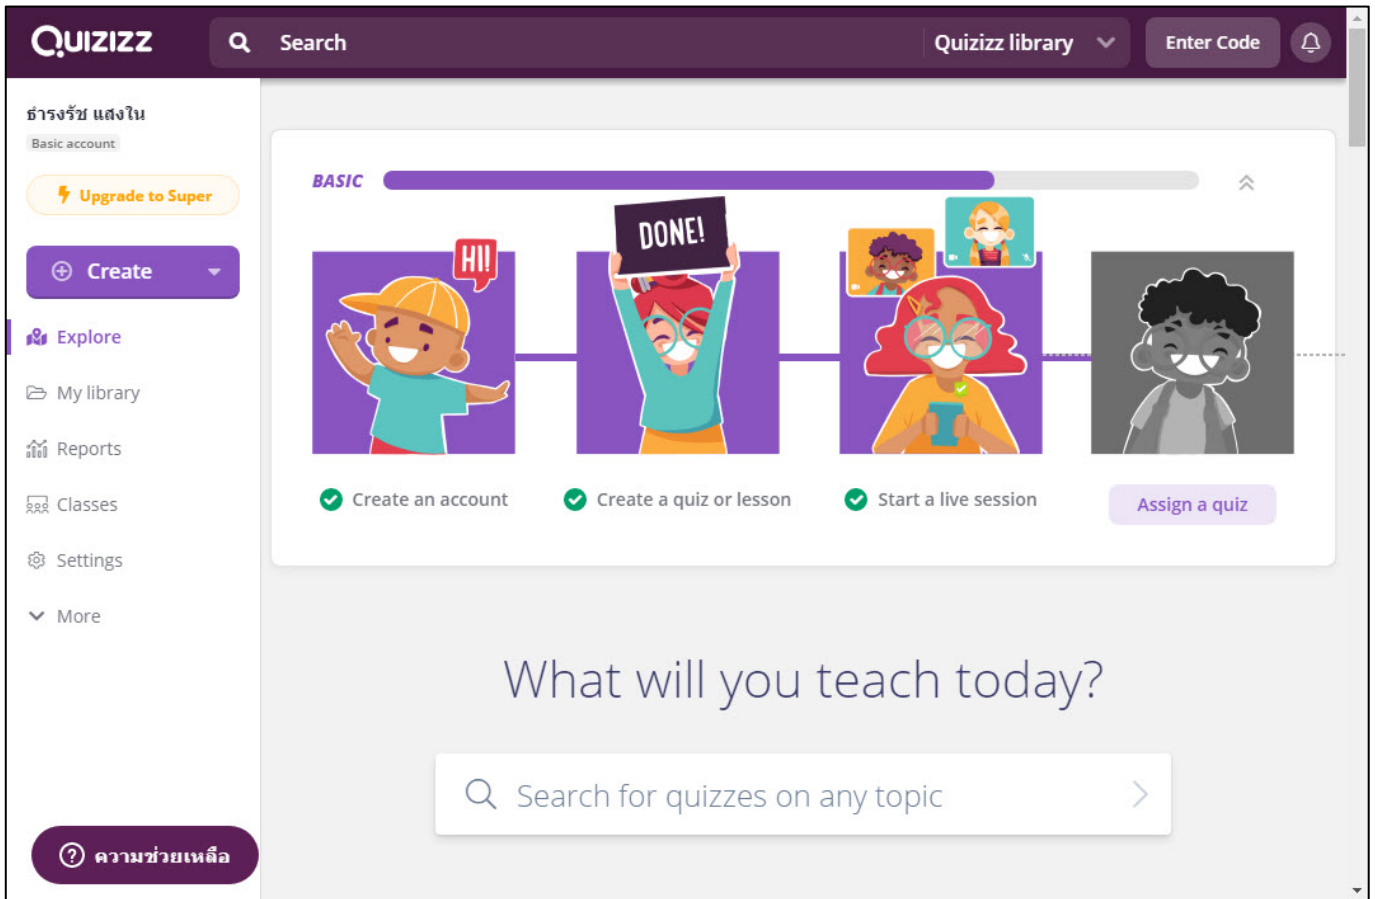 QUIZIZZ
Search
Quizizz library
Enter Code
ธำรงรัช แสงใน
Basic account
Upgrade to Super
Create
Explore
My library
Reports
Classes
Settings
More
ความช่วยเหลือ
BASIC
HI!
DONE!
Create an account
Create a quiz or lesson
Start a live session
Assign a quiz
What will you teach today?
Search for quizzes on any topic